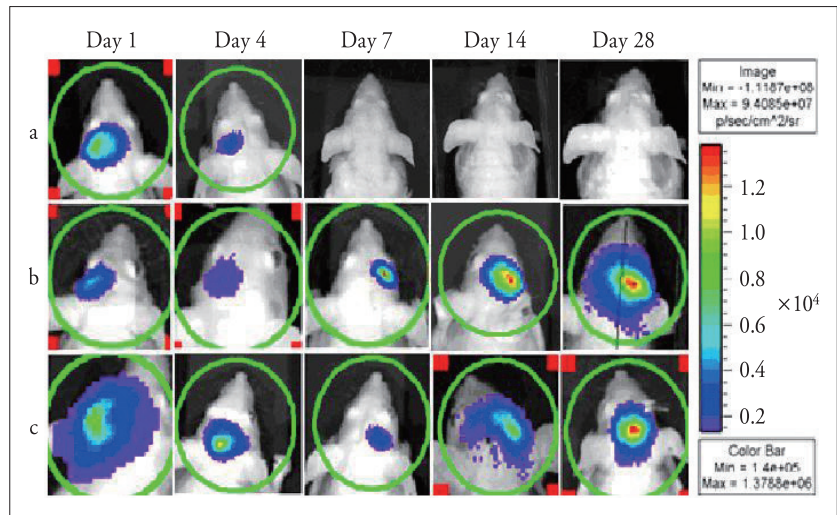 Day 1 Day 4 Day 7 Day 14 Day 28
a
b
c
Image
Min = -1.1187e+08
Max = 9.4085e+07
p/sec/cm^2/sr
1.2
1.0
0.8
×10⁴
0.6
0.4
0.2
Color Bar
Min = 1.4e+05
Max = 1.3788e+06